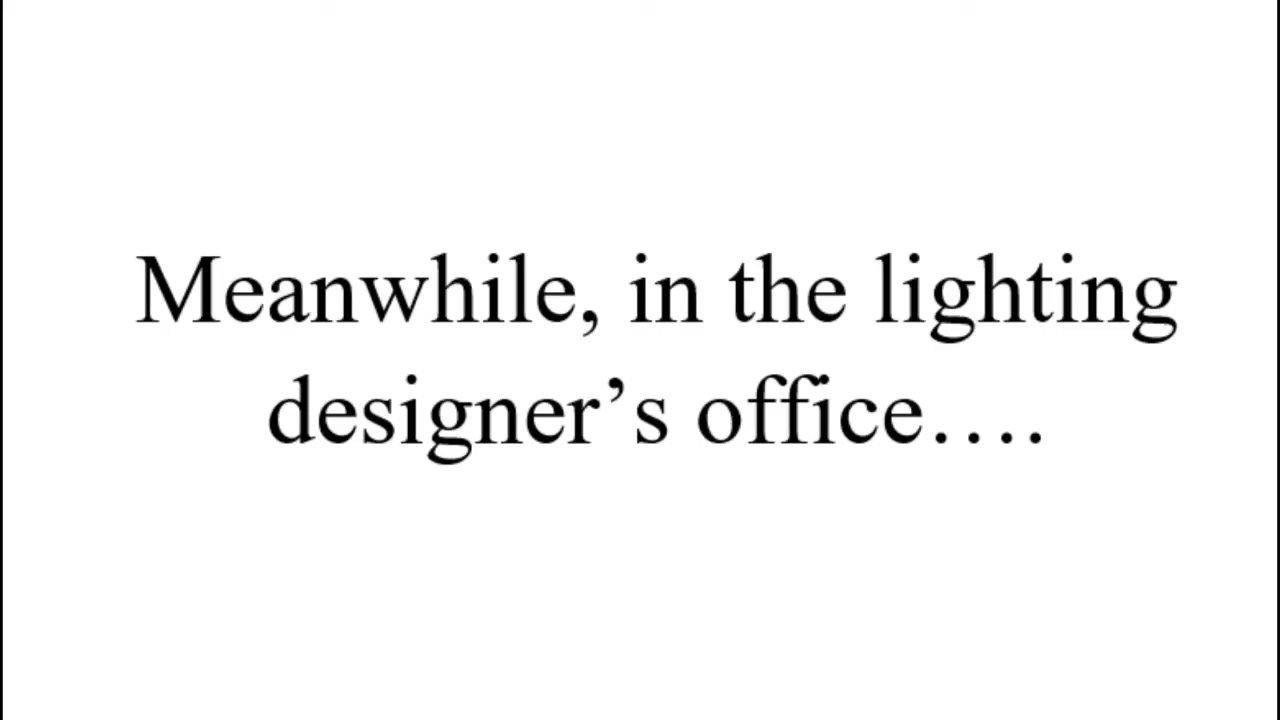 Meanwhile, in the lighting
designer’s office….